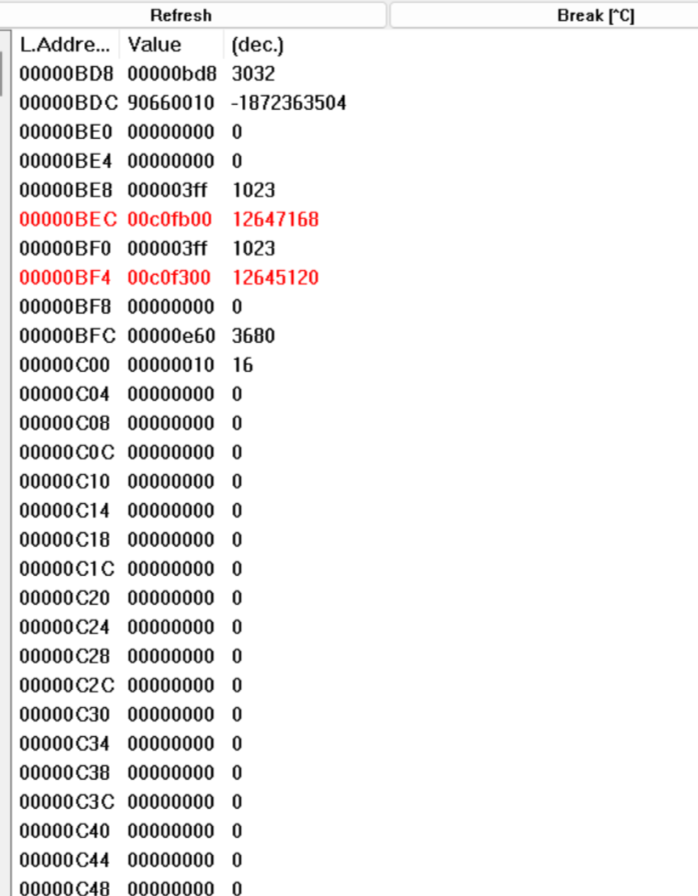 Refresh Break [^C]
L.Addre... Value (dec.)
00000BD8 00000bd8 3032
00000BDC 90660010 -1872363504
00000BE0 00000000 0
00000BE4 00000000 0
00000BE8 000003ff 1023
00000BEC 00c0fb00 12647168
00000BF0 000003ff 1023
00000BF4 00c0f300 12645120
00000BF8 00000000 0
00000BFC 00000e60 3680
00000C00 00000010 16
00000C04 00000000 0
00000C08 00000000 0
00000C0C 00000000 0
00000C10 00000000 0
00000C14 00000000 0
00000C18 00000000 0
00000C1C 00000000 0
00000C20 00000000 0
00000C24 00000000 0
00000C28 00000000 0
00000C2C 00000000 0
00000C30 00000000 0
00000C34 00000000 0
00000C38 00000000 0
00000C3C 00000000 0
00000C40 00000000 0
00000C44 00000000 0
00000C48 00000000 0